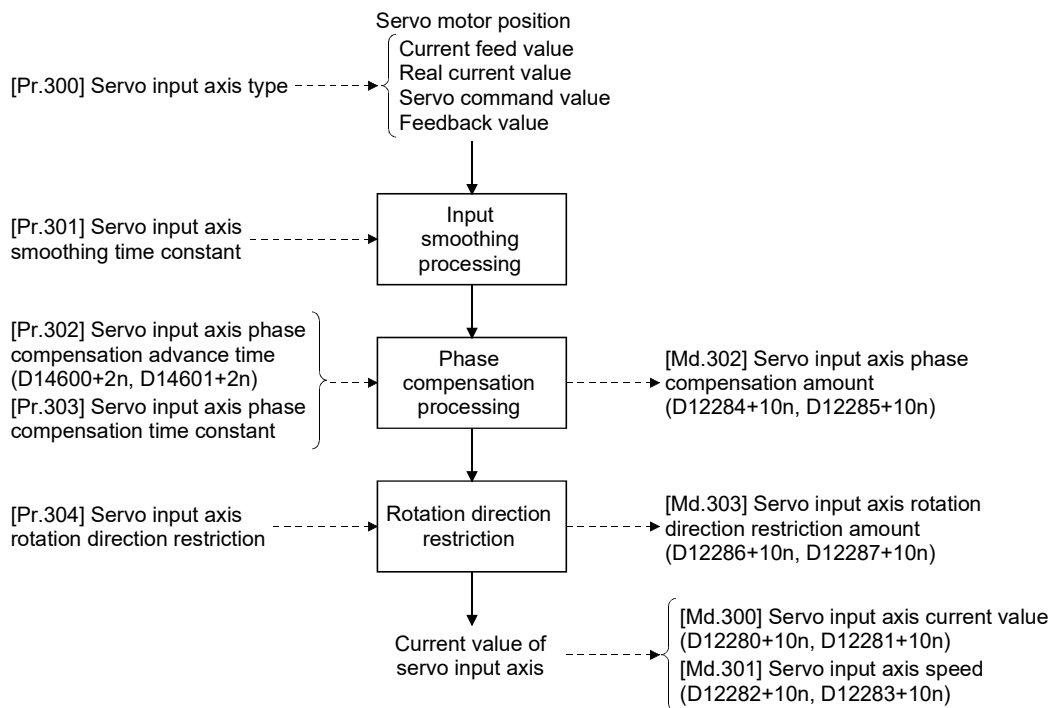 Servo motor position
Current feed value
Real current value
Servo command value
Feedback value
[Pr.300] Servo input axis type
[Pr.301] Servo input axis
smoothing time constant
Input
smoothing
processing
[Pr.302] Servo input axis phase
compensation advance time
(D14600+2n, D14601+2n)
[Pr.303] Servo input axis phase
compensation time constant
Phase
compensation
processing
[Md.302] Servo input axis phase
compensation amount
(D12284+10n, D12285+10n)
[Pr.304] Servo input axis
rotation direction restriction
Rotation direction
restriction
[Md.303] Servo input axis rotation
direction restriction amount
(D12286+10n, D12287+10n)
Current value of
servo input axis
[Md.300] Servo input axis current value
(D12280+10n, D12281+10n)
[Md.301] Servo input axis speed
(D12282+10n, D12283+10n)